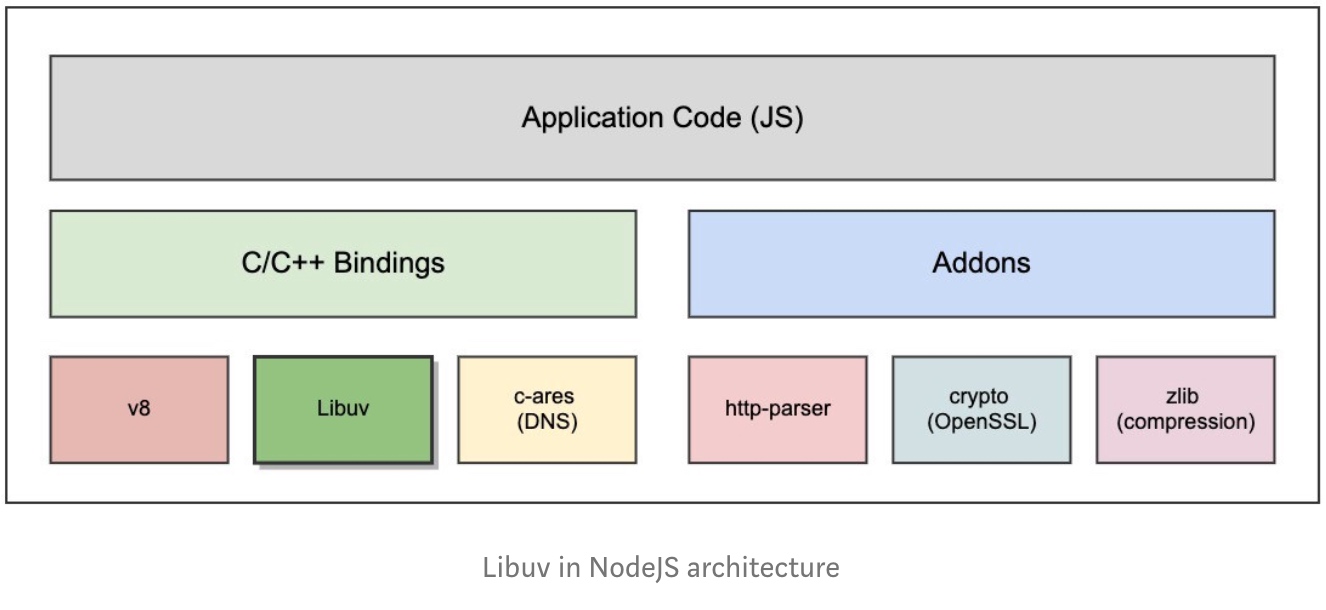 Application Code (JS)
C/C++ Bindings
Addons
v8
Libuv
c-ares
(DNS)
http-parser
crypto
(OpenSSL)
zlib
(compression)
Libuv in NodeJS architecture